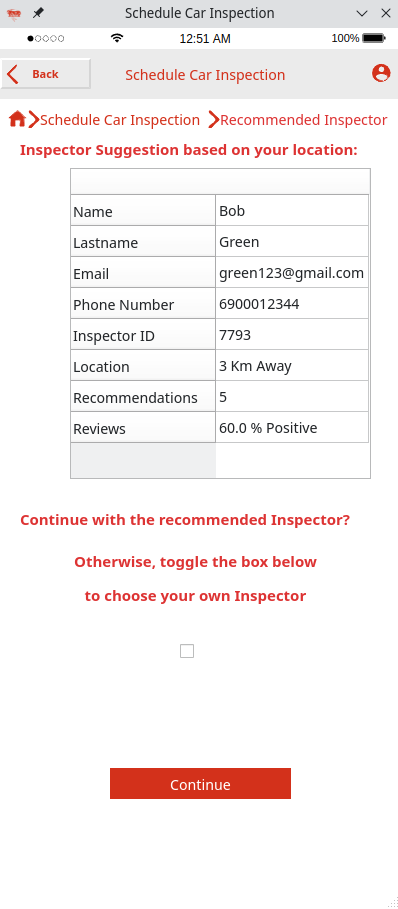 Schedule Car Inspection
12:51 AM
100%
Back
Schedule Car Inspection
Schedule Car Inspection
Recommended Inspector
Inspector Suggestion based on your location:
Name Bob
Lastname Green
Email green123@gmail.com
Phone Number 6900012344
Inspector ID 7793
Location 3 Km Away
Recommendations 5
Reviews 60.0 % Positive
Continue with the recommended Inspector?
Otherwise, toggle the box below
to choose your own Inspector
Continue